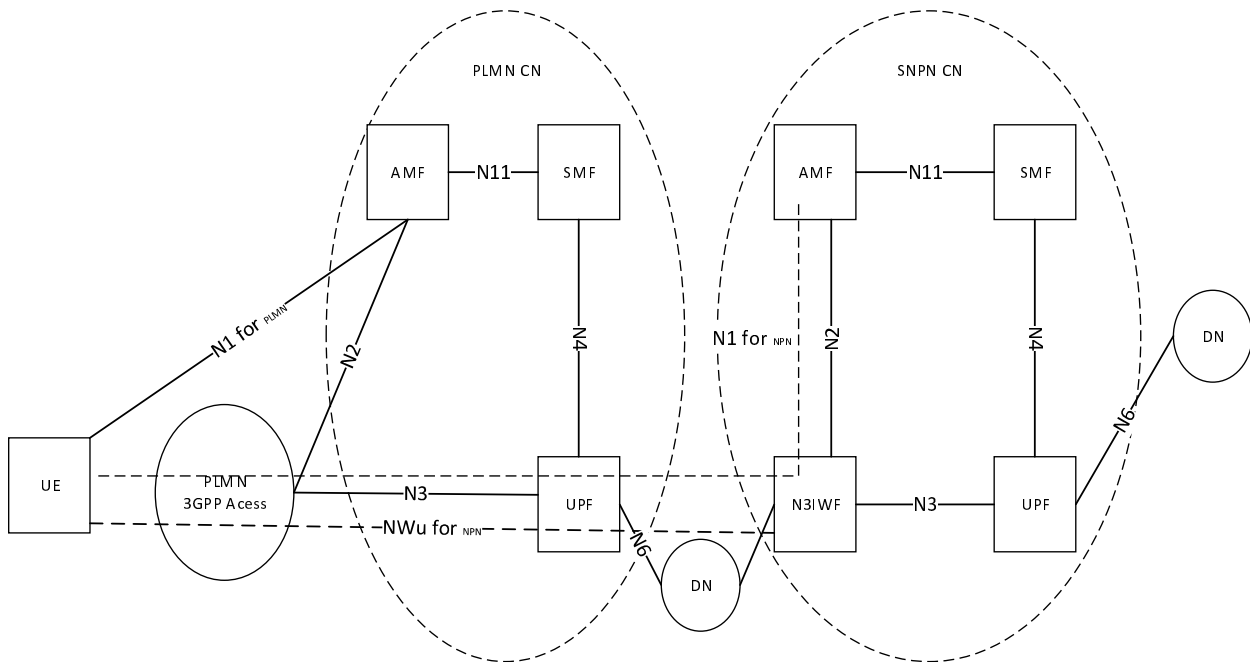 PLMN CN
SNPN CN
AMF
N11
SMF
AMF
N11
SMF
N1 for PLMN
N2
N4
N1 for NPN
N2
N4
DN
N6
UE
PLMN
3GPP Acess
N3
UPF
N3IWF
N3
UPF
NWu for NPN
N6
DN